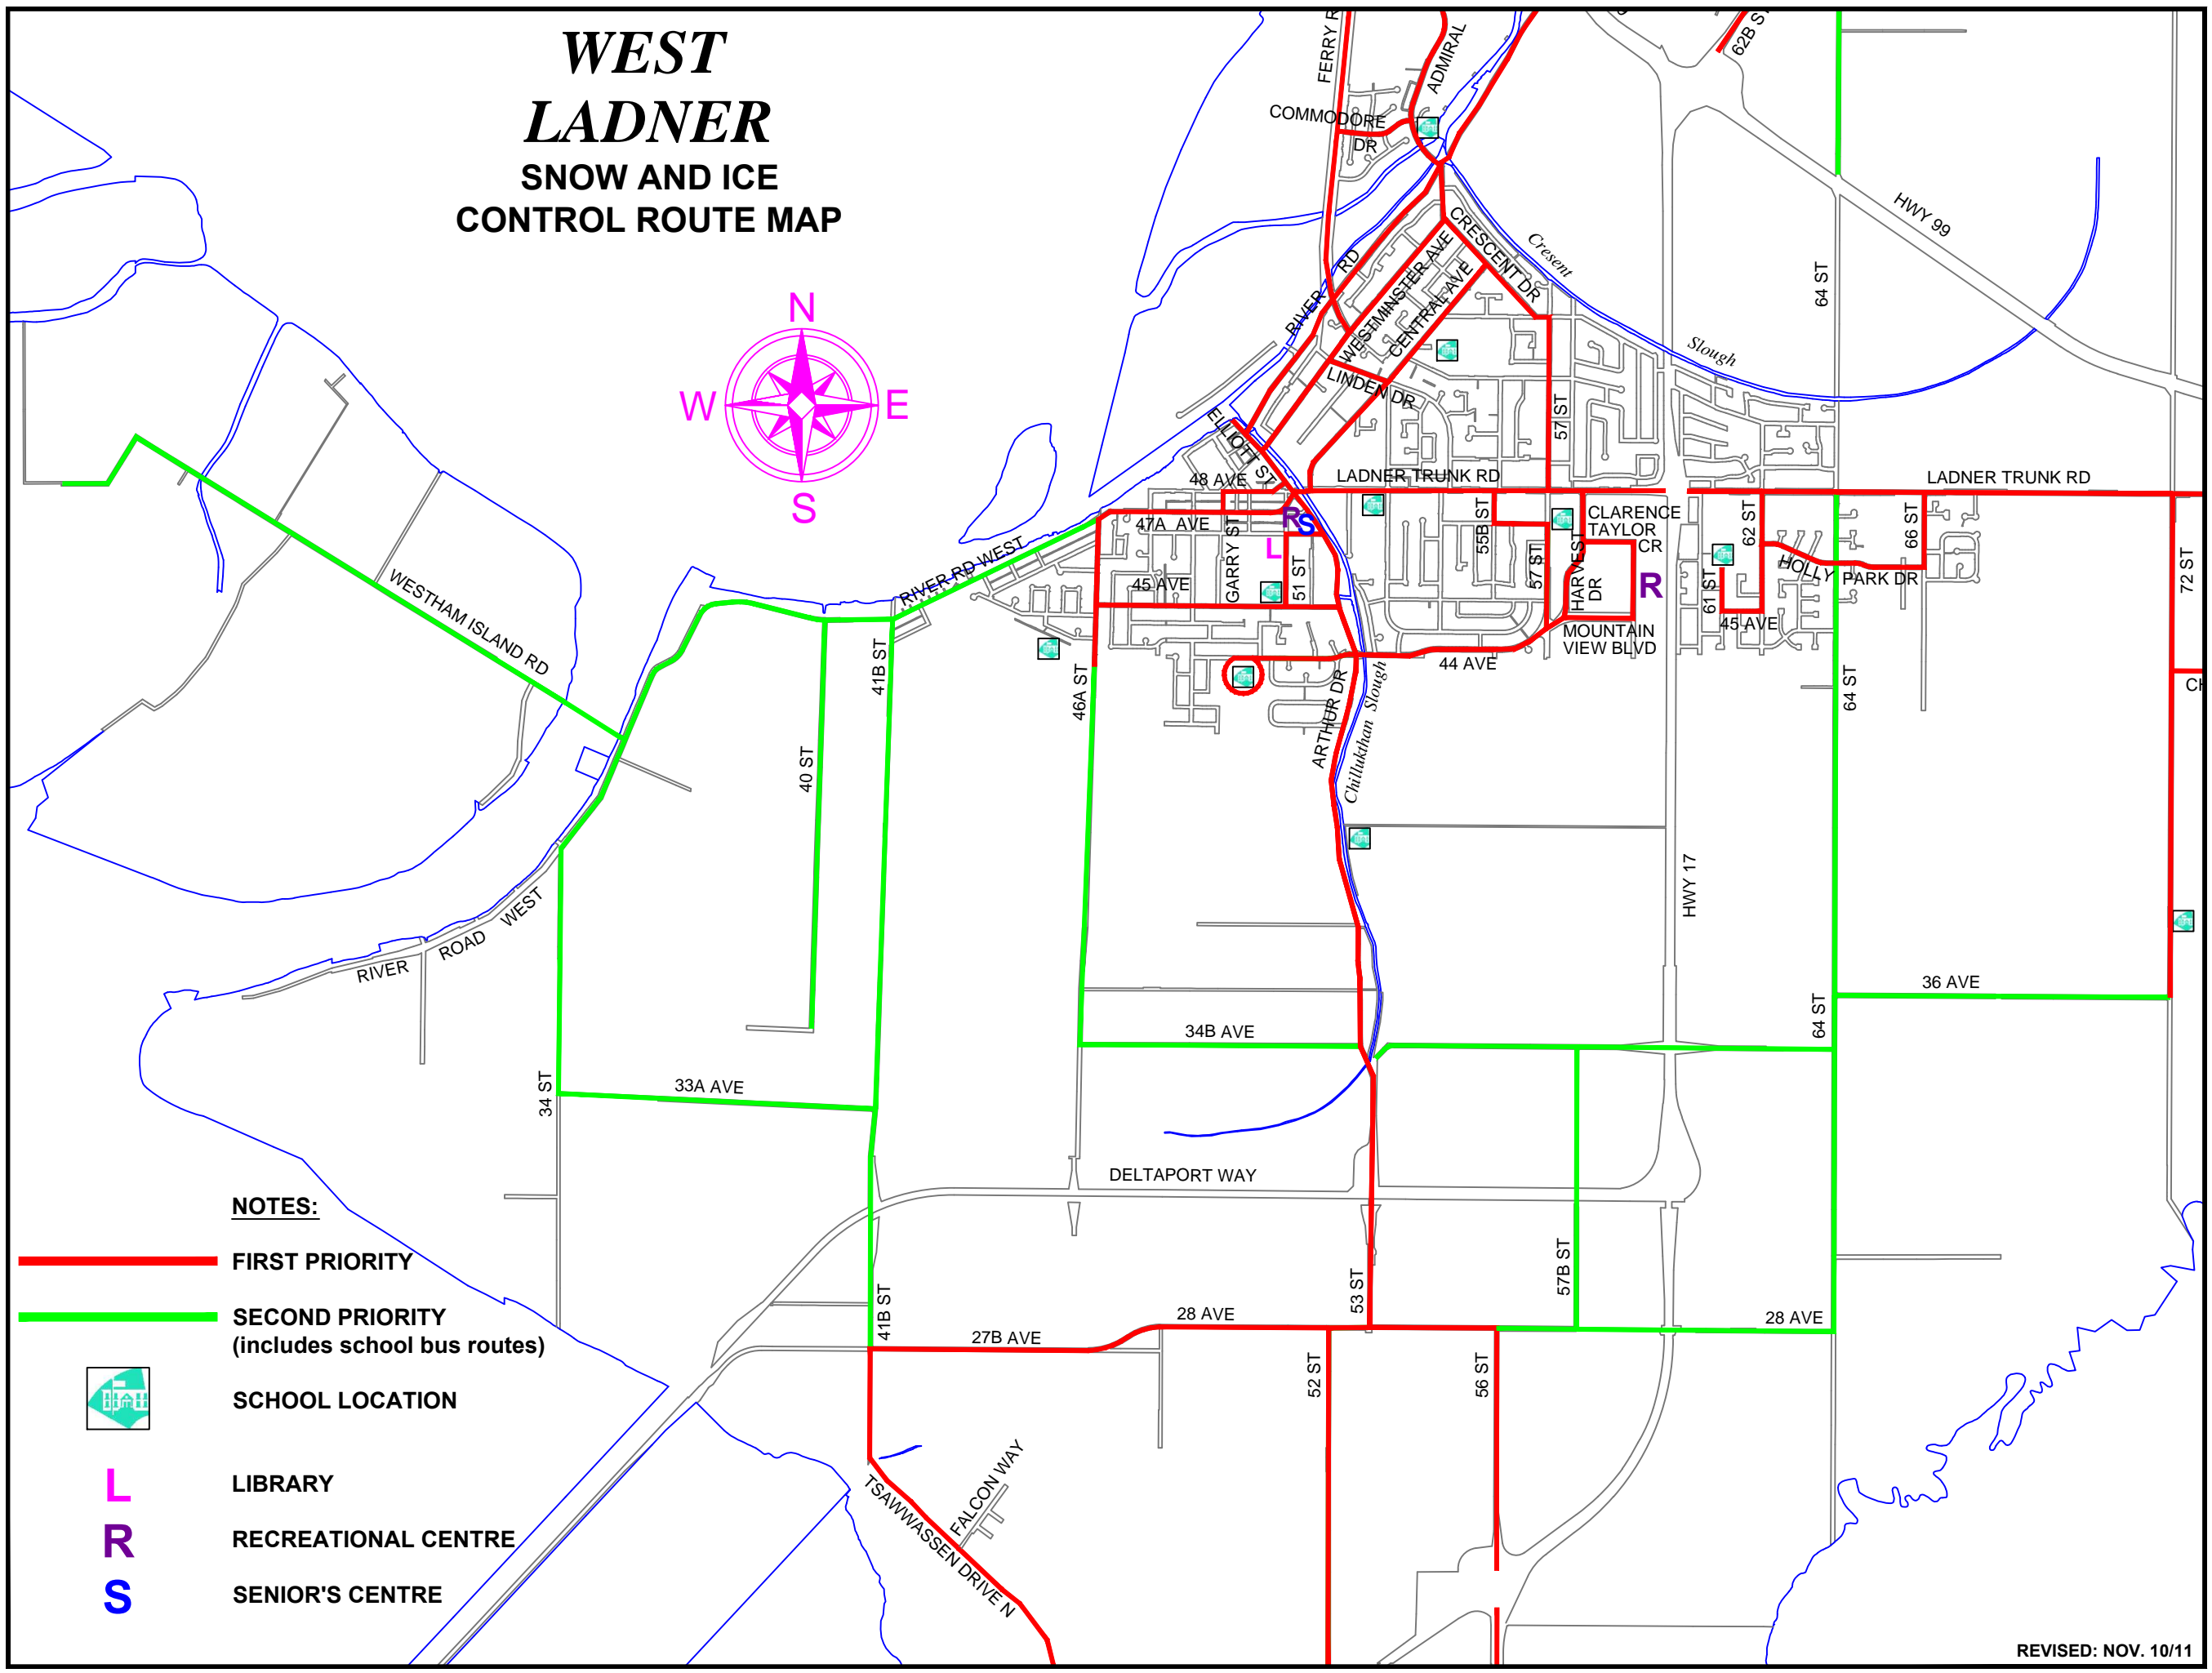 WEST
LADNER
SNOW AND ICE
CONTROL ROUTE MAP
N
W
E
S
FERRY R
ADMIRAL
62B S
COMMODORE
DR
HWY 99
64 ST
CRESCENT DR
Cresent
Slough
RIVER RD
WESTMINSTER AVE
CENTRAL AVE
LINDEN DR
57 ST
ELLIOTT ST
48 AVE
LADNER TRUNK RD
LADNER TRUNK RD
47A AVE
GARRY ST
R
S
L
51 ST
45 AVE
55B ST
57 ST
HARVEST
DR
CLARENCE
TAYLOR
CR
R
MOUNTAIN
VIEW BLVD
44 AVE
62 ST
61 ST
45 AVE
HOLLY PARK DR
66 ST
72 ST
CH
RIVER RD WEST
WESTHAM ISLAND RD
41B ST
40 ST
46A ST
ARTHUR DR
Chillukthan Slough
64 ST
HWY 17
RIVER ROAD WEST
36 AVE
64 ST
34B AVE
34 ST
33A AVE
DELTAPORT WAY
41B ST
27B AVE
28 AVE
53 ST
57B ST
28 AVE
52 ST
56 ST
FALCON WAY
TSAWWASSEN DRIVE N
NOTES:
FIRST PRIORITY
SECOND PRIORITY
(includes school bus routes)
SCHOOL LOCATION
L LIBRARY
R RECREATIONAL CENTRE
S SENIOR'S CENTRE
REVISED: NOV. 10/11